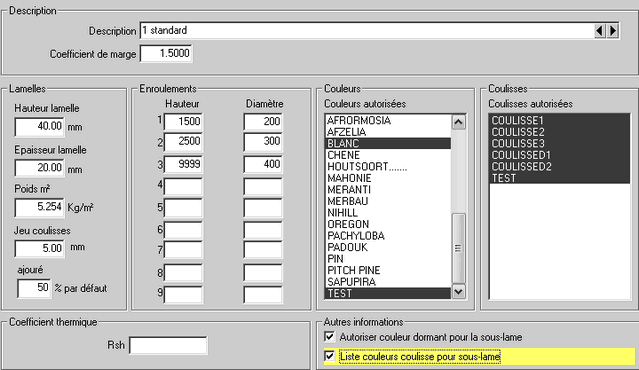 Description
Description 1 standard
Coefficient de marge 1.5000
Lamelles
Hauteur lamelle
40.00 mm
Epaisseur lamelle
20.00 mm
Poids m²
5.254 Kg/m²
Jeu coulisses
5.00 mm
ajouré
50 % par défaut
Enroulements
Hauteur Diamètre
1 1500 200
2 2500 300
3 9999 400
4
5
6
7
8
9
Couleurs
Couleurs autorisées
AFRORMOSIA
AFZELIA
BLANC
CHENE
HOUTSOORT.......
MAHONIE
MERANTI
MERBAU
NIHILL
OREGON
PACHYLOBA
PADOUK
PIN
PITCH PINE
SAPUPIRA
TEST
Coulisses
Coulisses autorisées
COULISSE1
COULISSE2
COULISSE3
COULISSED1
COULISSED2
TEST
Coefficient thermique
Rsh
Autres informations
Autoriser couleur dormant pour la sous-lame
Liste couleurs coulisse pour sous-lame